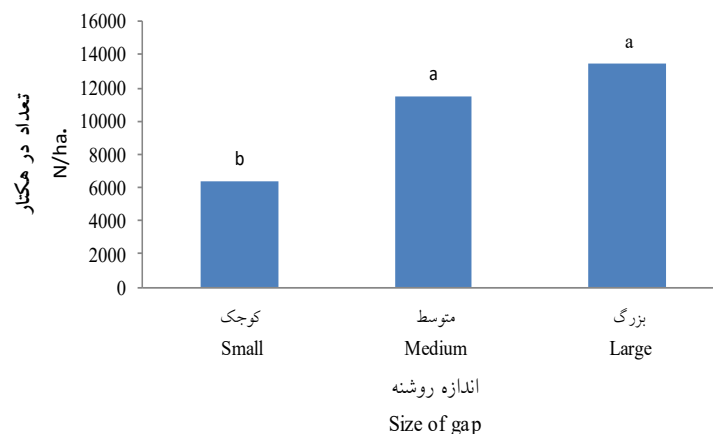 16000
14000
12000
10000
8000
6000
4000
2000
0
تعداد در هکتار
N/ha.
b
a
a
کوچک
متوسط
بزرگ
Small
Medium
Large
اندازه روشنه
Size of gap